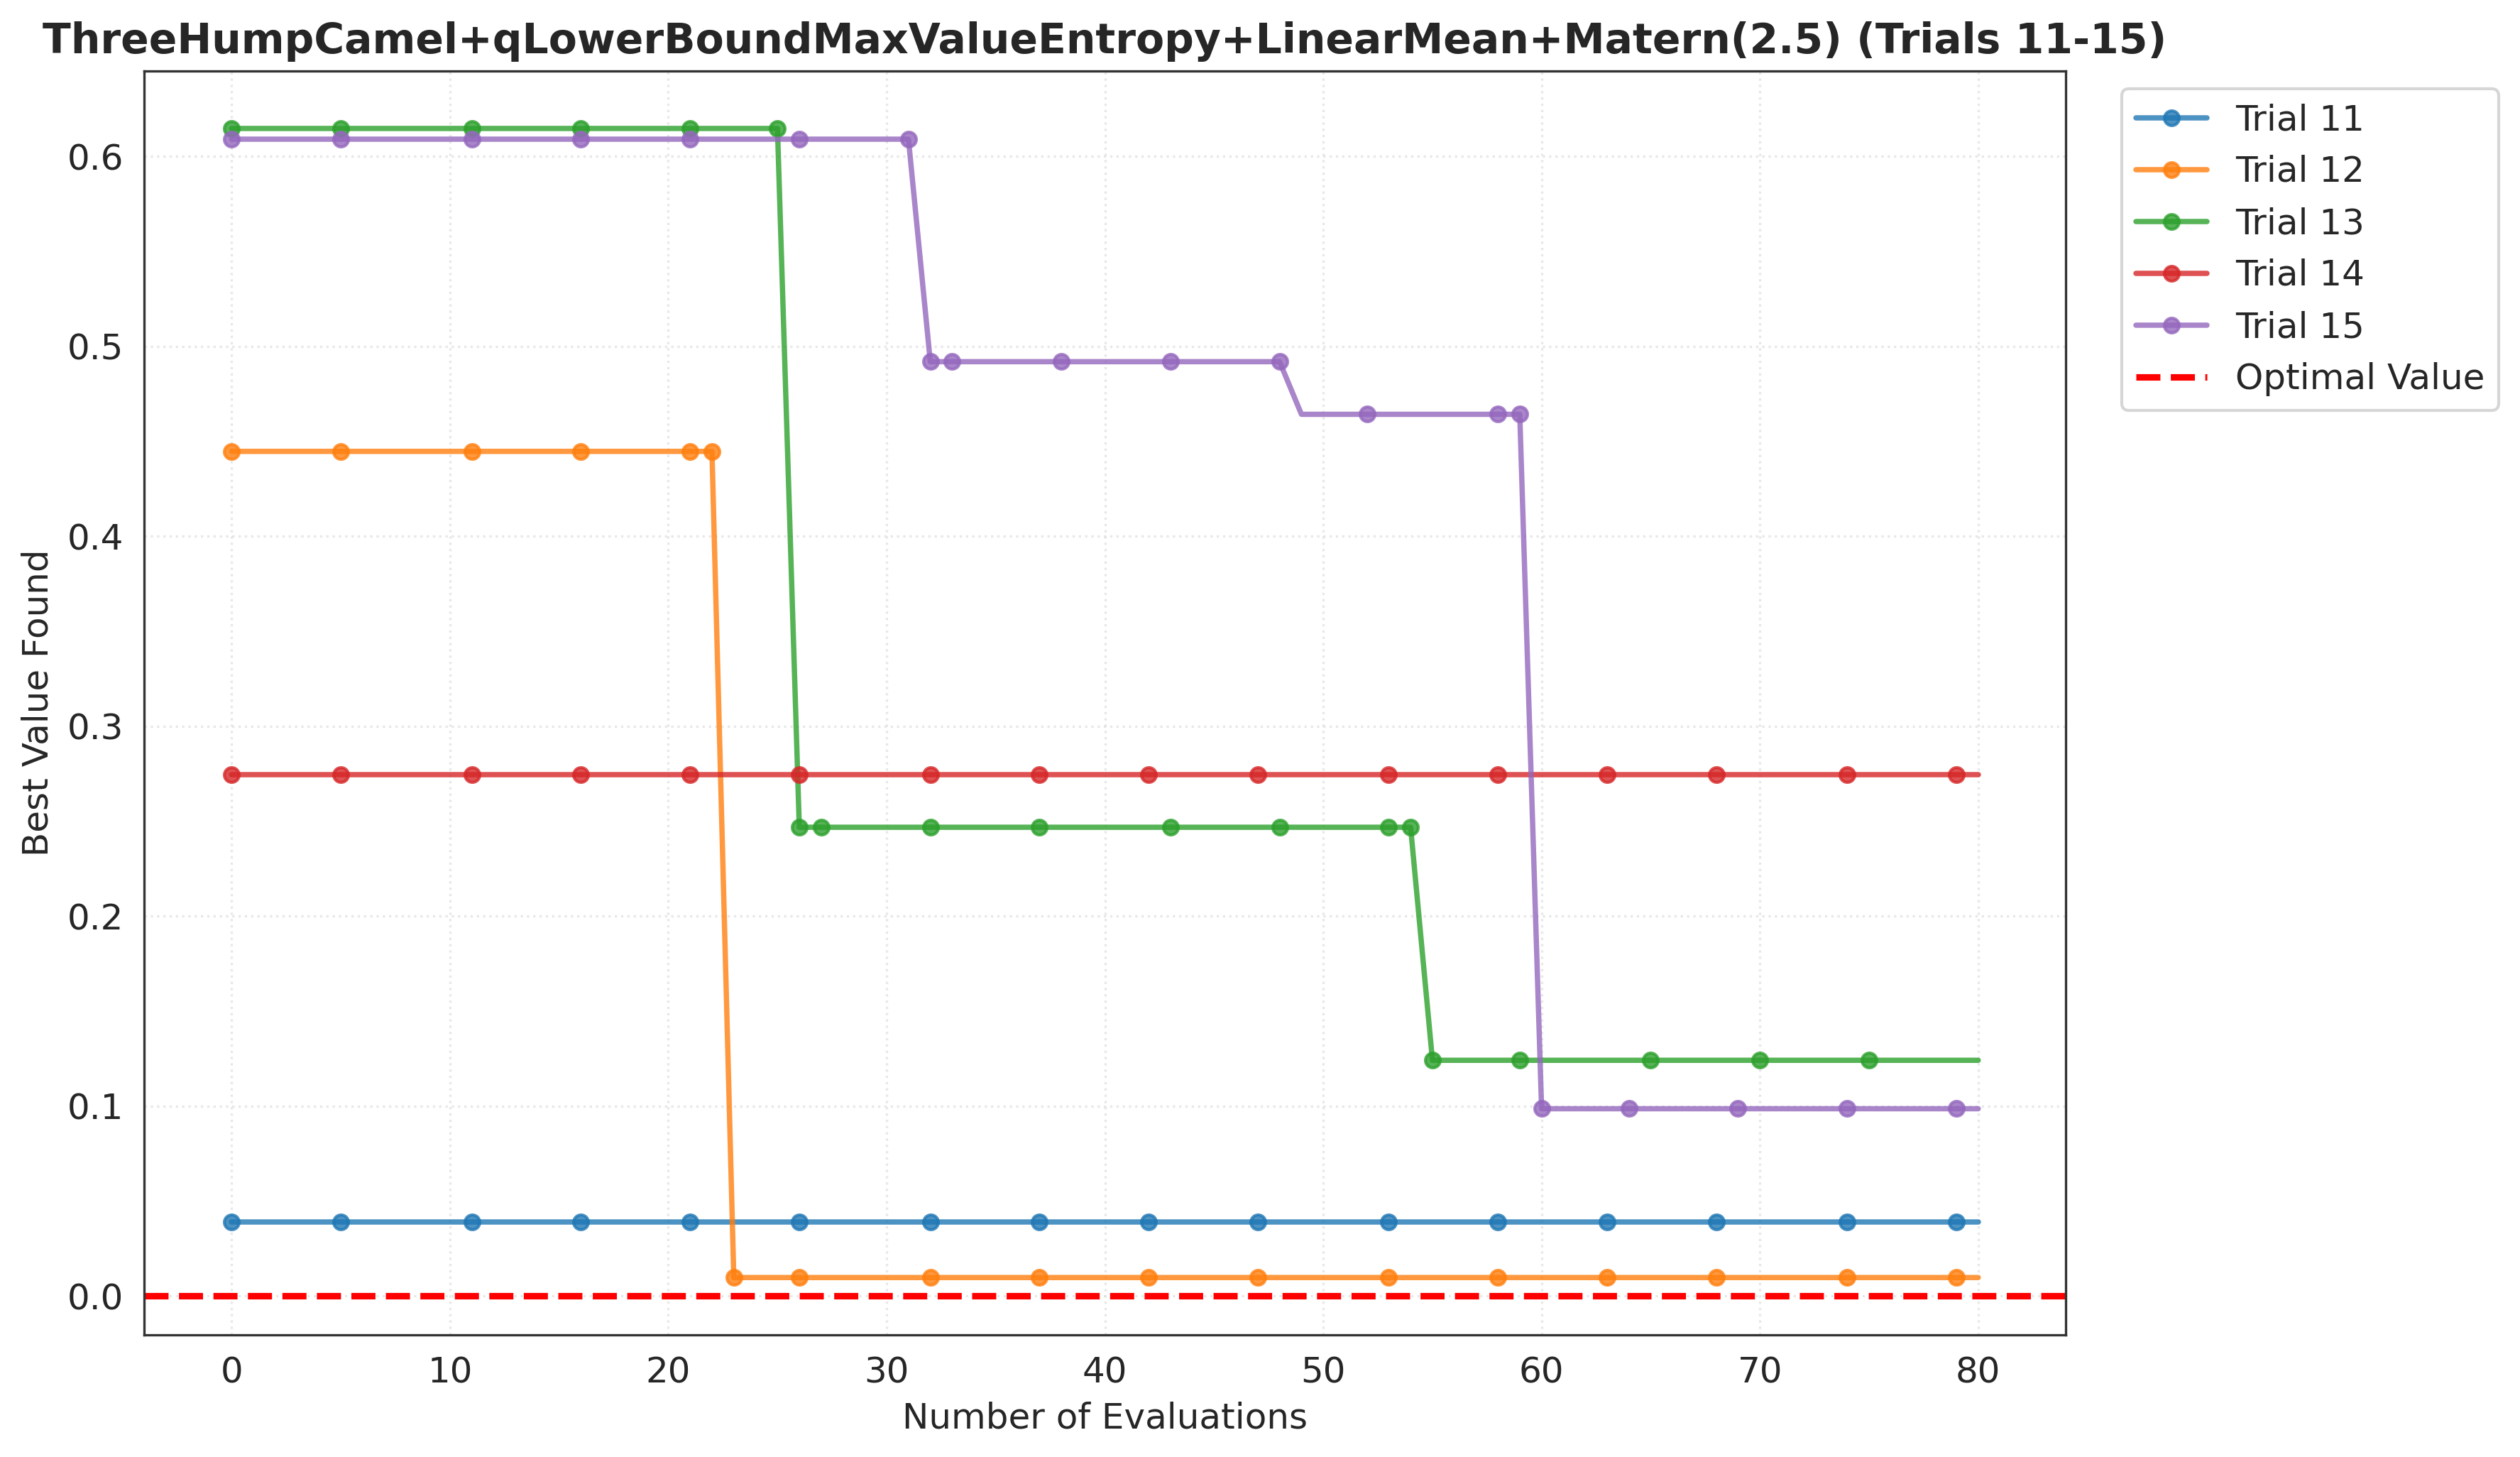 ThreeHumpCamel+qLowerBoundMaxValueEntropy+LinearMean+Matern(2.5) (Trials 11-15)
Trial 11
Trial 12
Trial 13
Trial 14
Trial 15
Optimal Value
Best Value Found
0.6
0.5
0.4
0.3
0.2
0.1
0.0
0 10 20 30 40 50 60 70 80
Number of Evaluations